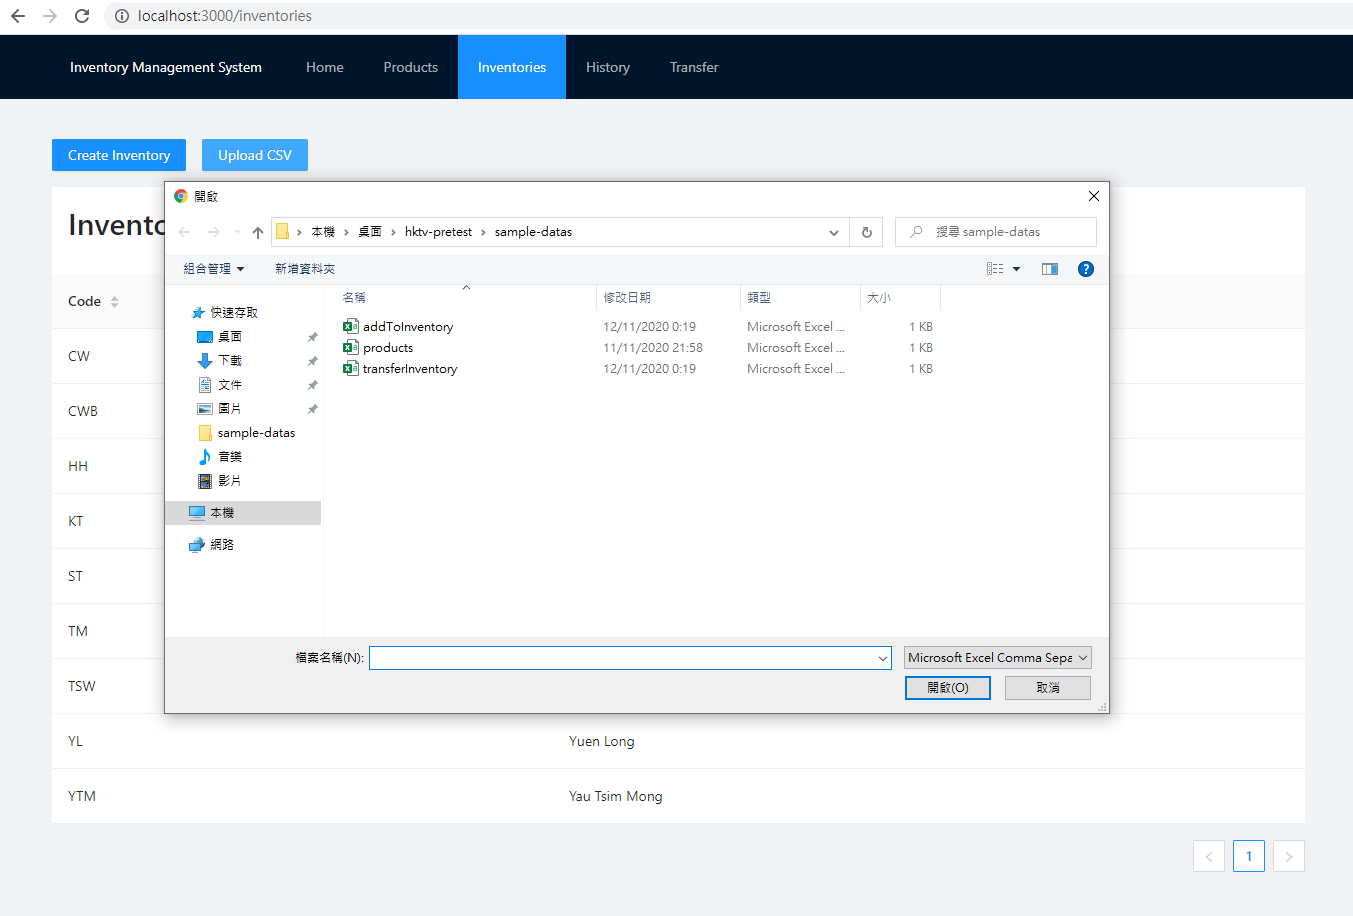 localhost:3000/inventories
Inventory Management System Home Products Inventories History Transfer
Create Inventory Upload CSV
Invento
開啟
本機 › 桌面 › hktv-pretest › sample-datas
搜尋 sample-datas
組合管理 新增資料夾
Code
CW
CWB
HH
KT
ST
TM
TSW
快速存取
桌面
下載
文件
圖片
sample-datas
音樂
影片
本機
網路
名稱 修改日期 類型 大小
addToInventory 12/11/2020 0:19 Microsoft Excel ... 1 KB
products 11/11/2020 21:58 Microsoft Excel ... 1 KB
transferInventory 12/11/2020 0:19 Microsoft Excel ... 1 KB
檔案名稱(N): Microsoft Excel Comma Sepa
開啟(O) 取消
YL Yuen Long
YTM Yau Tsim Mong
< 1 >